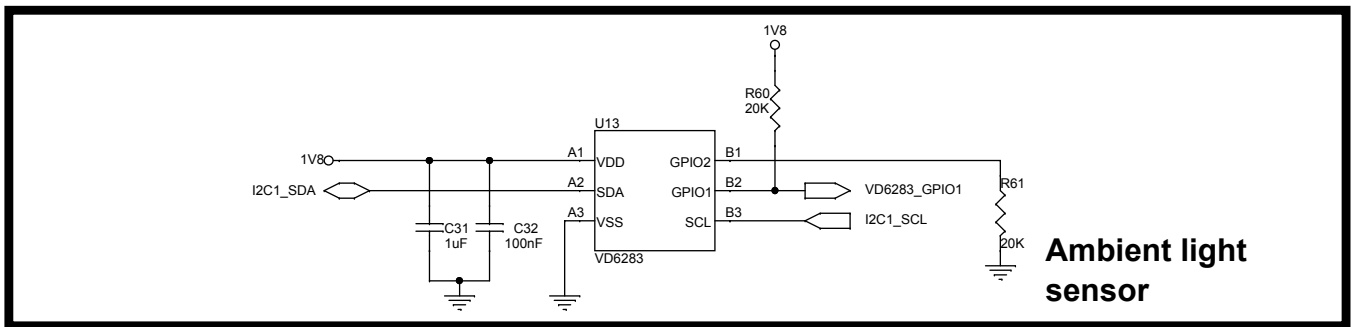 1V8
R60
20K
U13
1V8
A1
VDD
GPIO2
B1
I2C1_SDA
A2
SDA
GPIO1
B2
VD6283_GPIO1
R61
A3
VSS
SCL
B3
I2C1_SCL
C31
1uF
C32
100nF
VD6283
20K
Ambient light
sensor